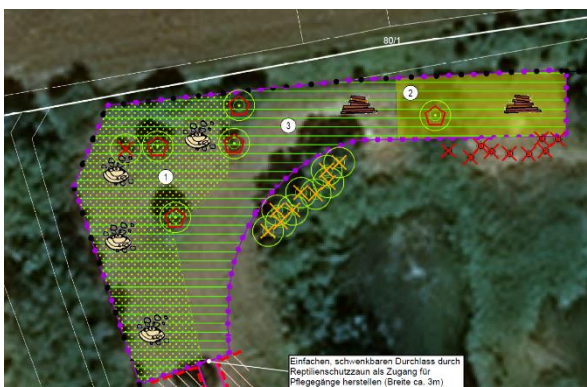 80/1
2
3
1
Einfachen, schwenkbaren Durchlass durch
Reptilienschutzzaun als Zugang für
Pflegegänge herstellen (Breite ca. 3m)